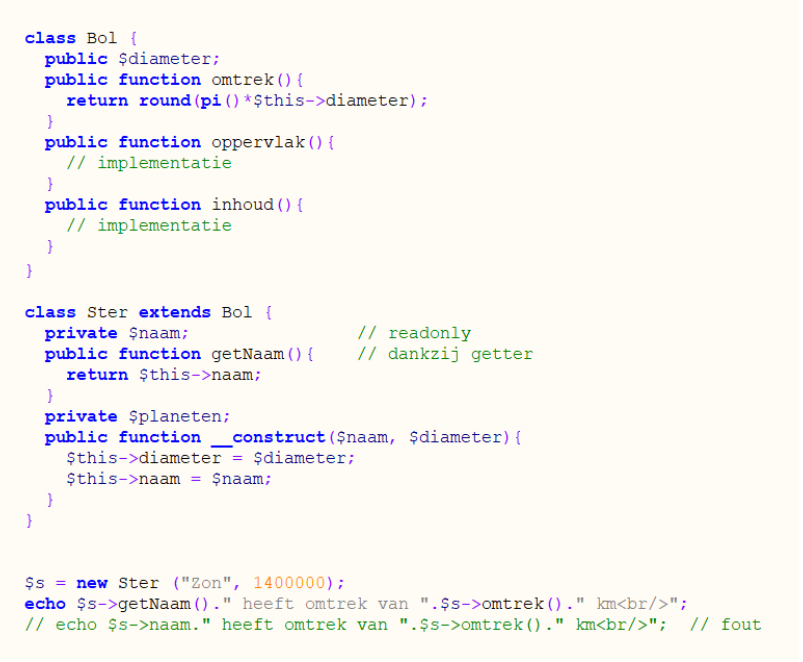 class Bol {
  public $diameter;
  public function omtrek(){
    return round(pi()*$this->diameter);
  }
  public function oppervlak(){
    // implementatie
  }
  public function inhoud(){
    // implementatie
  }
}

class Ster extends Bol {
  private $naam;                // readonly
  public function getNaam(){    // dankzij getter
    return $this->naam;
  }
  private $planeten;
  public function __construct($naam, $diameter){
    $this->diameter = $diameter;
    $this->naam = $naam;
  }
}

$s = new Ster ("Zon", 1400000);
echo $s->getNaam()." heeft omtrek van ".$s->omtrek()." km<br/>";
// echo $s->naam." heeft omtrek van ".$s->omtrek()." km<br/>";  // fout